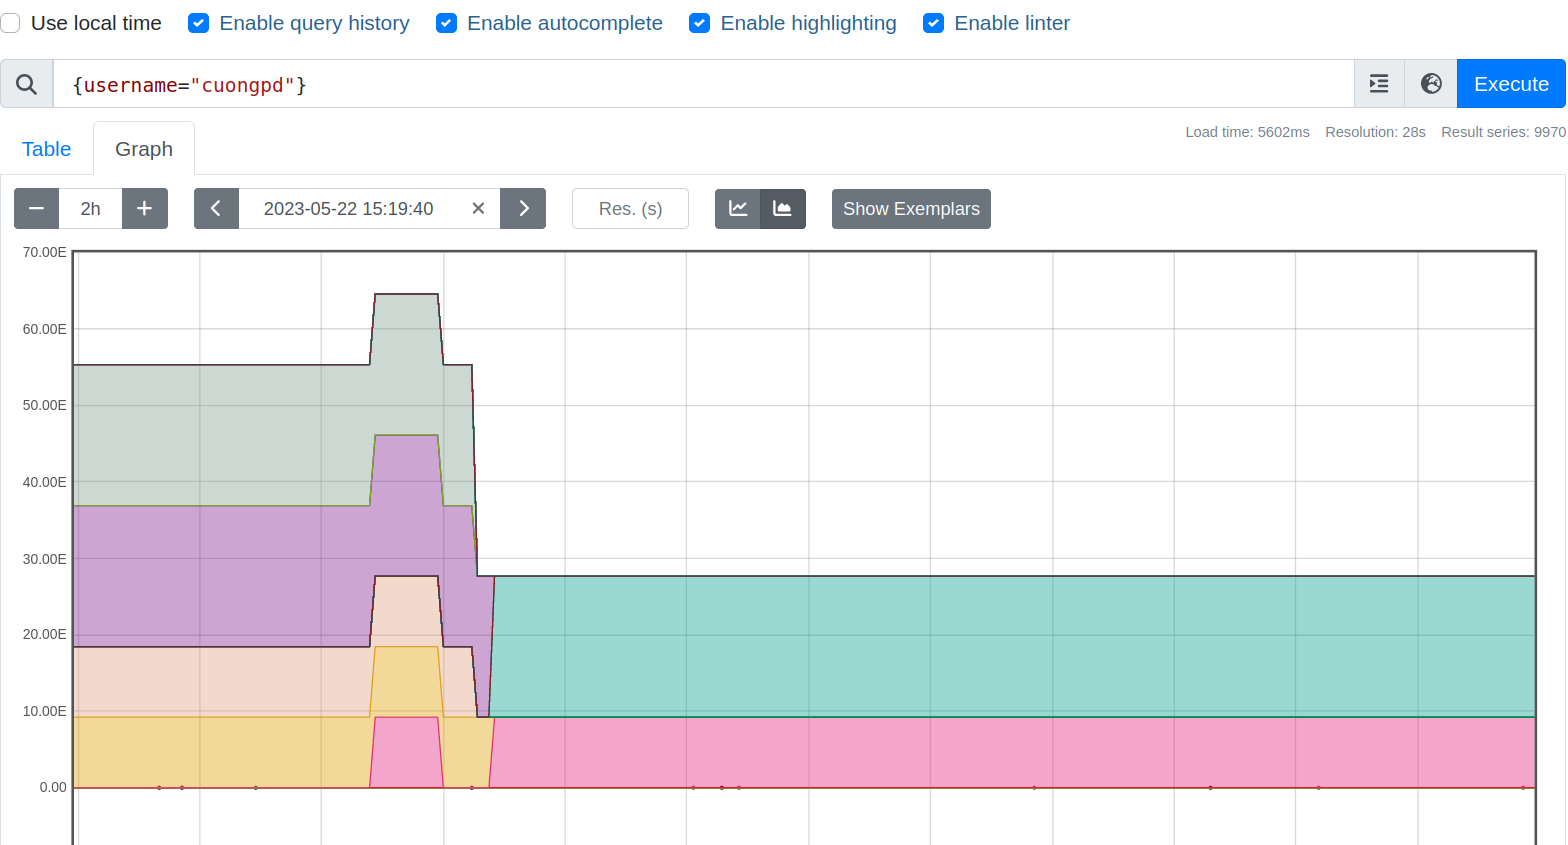 Use local time Enable query history Enable autocomplete Enable highlighting Enable linter
{username="cuongpd"} Execute
Load time: 5602ms Resolution: 28s Result series: 9970
Table Graph
2h 2023-05-22 15:19:40 Res. (s) Show Exemplars
70.00E
60.00E
50.00E
40.00E
30.00E
20.00E
10.00E
0.00